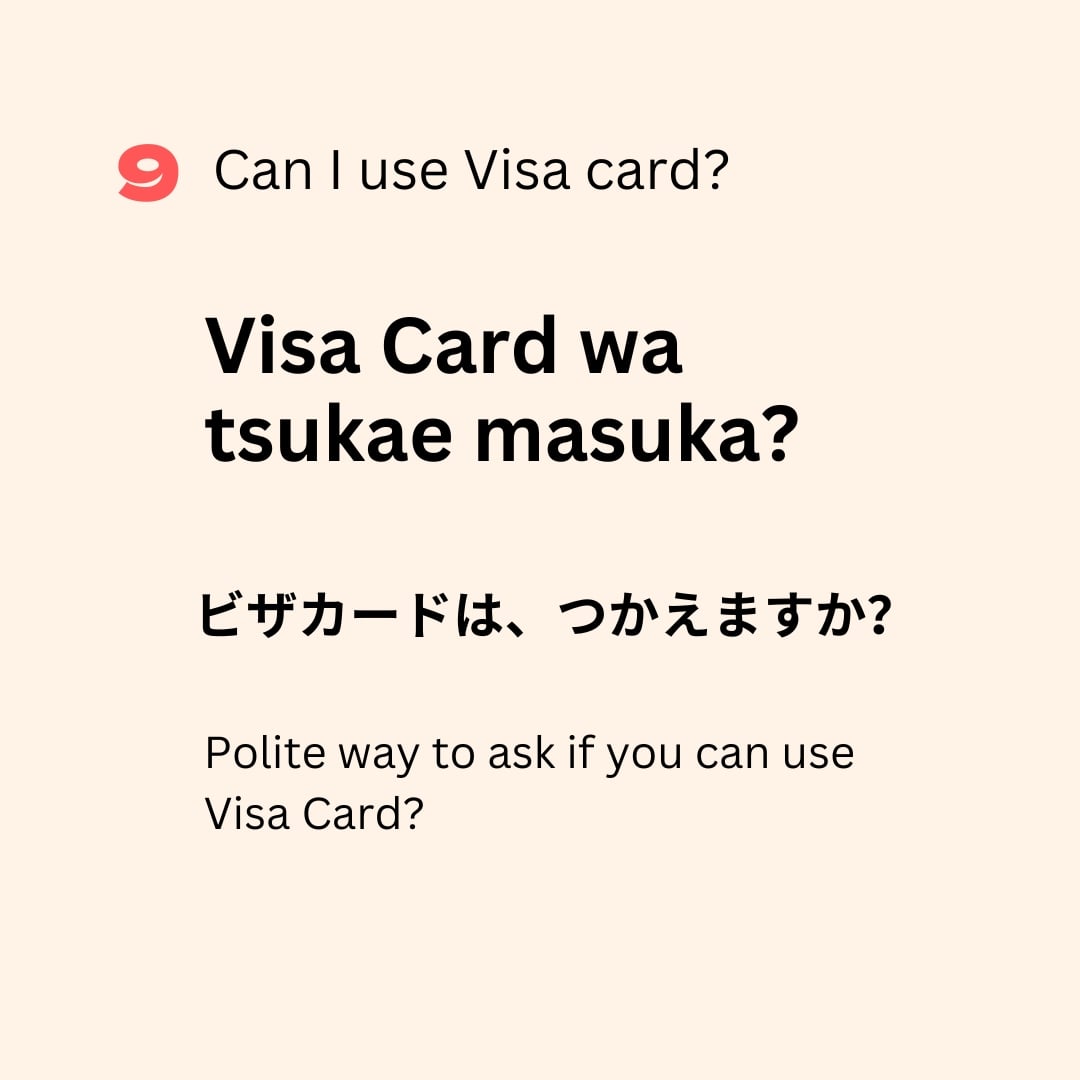 9 Can I use Visa card?
Visa Card wa
tsukae masuka?
ビザカードは、つかえますか?
Polite way to ask if you can use
Visa Card?